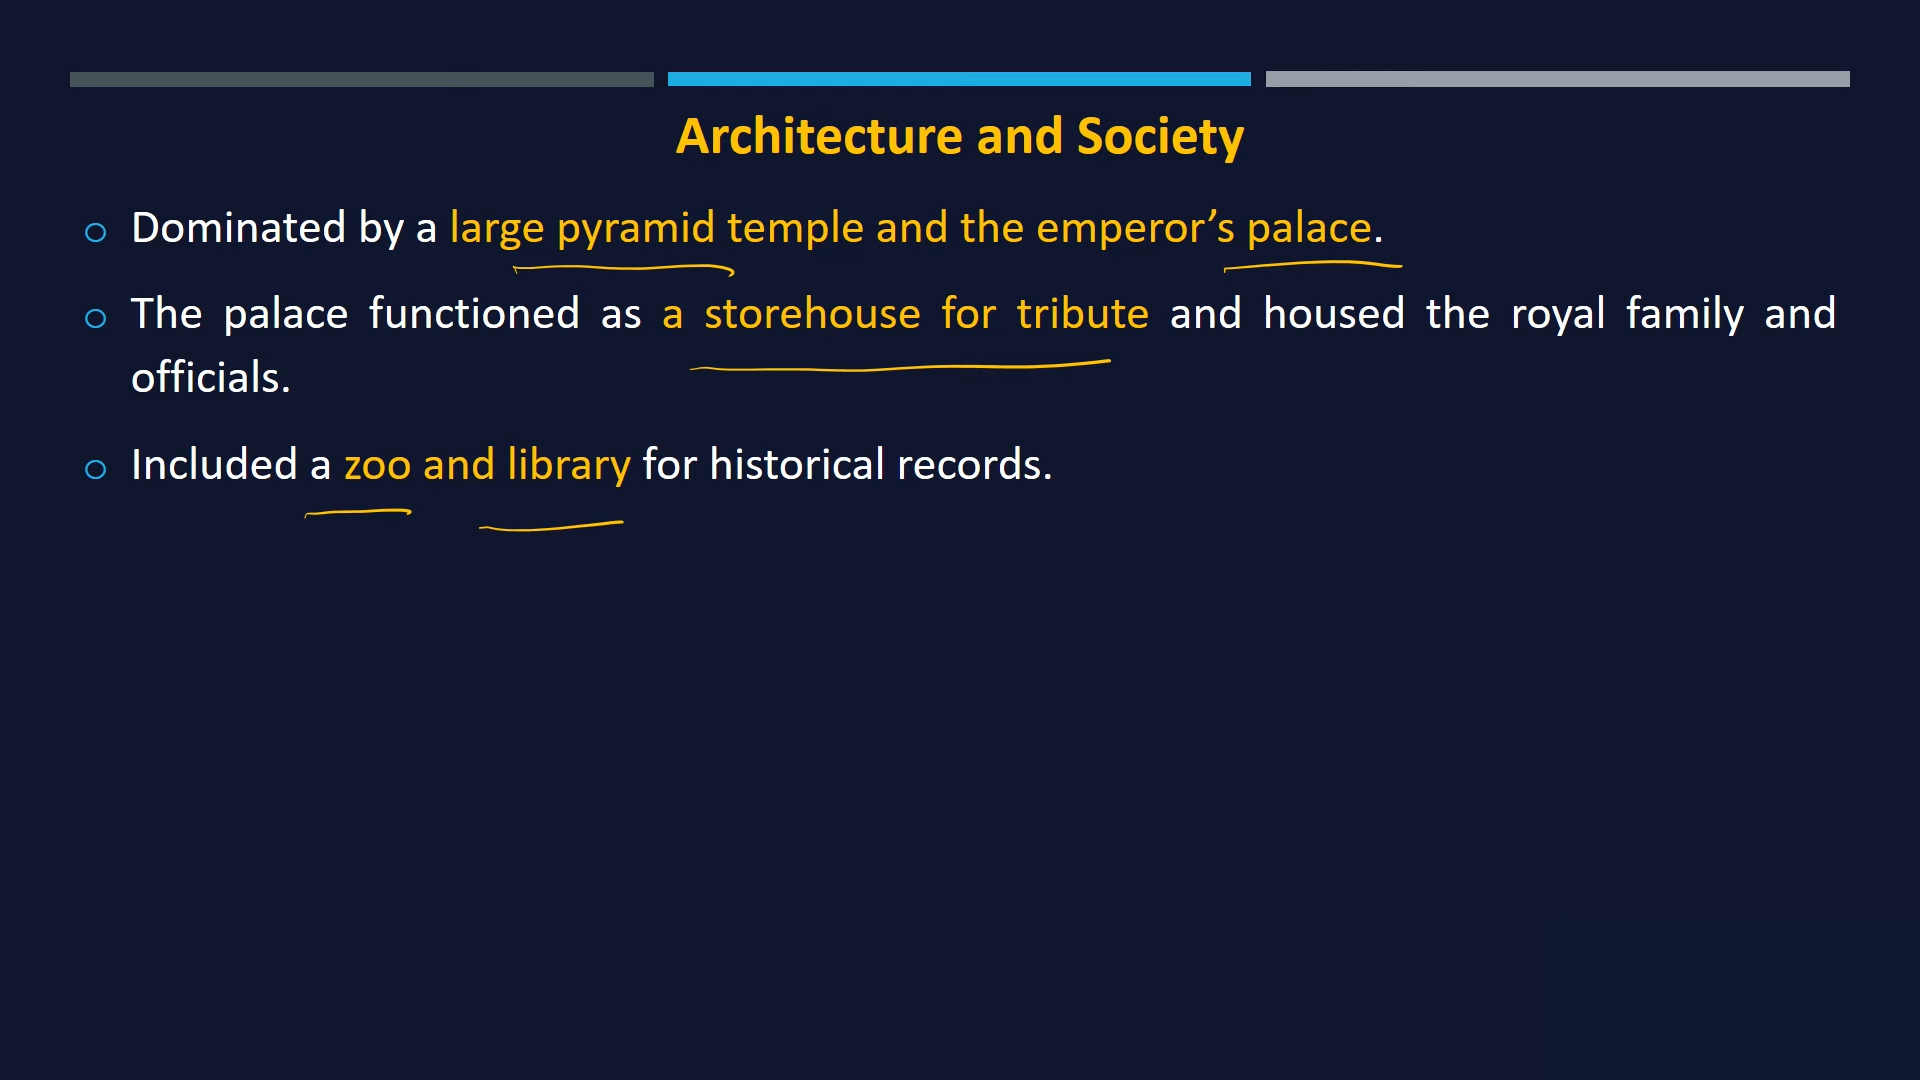 Architecture and Society
Dominated by a large pyramid temple and the emperor’s palace.
The palace functioned as a storehouse for tribute and housed the royal family and
officials.
Included a zoo and library for historical records.